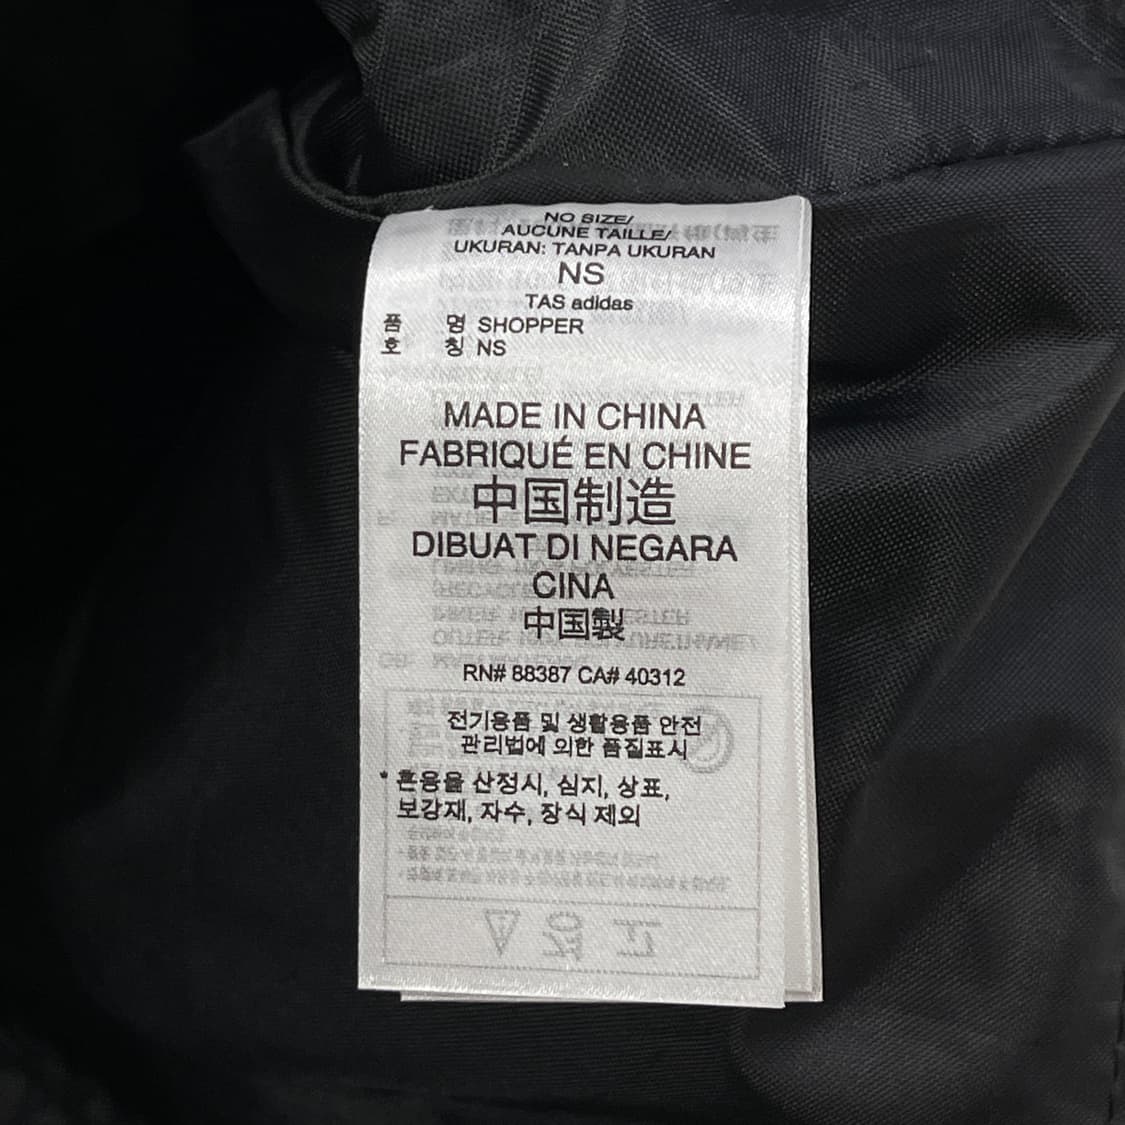 NO SIZE/
AUCUNE TAILLE/
UKURAN: TANPA UKURAN
NS
TAS adidas
품 명 SHOPPER
호 칭 NS
MADE IN CHINA
FABRIQUÉ EN CHINE
中国制造
DIBUAT DI NEGARA
CINA
中国製
RN# 88387 CA# 40312
전기용품 및 생활용품 안전
관리법에 의한 품질표시
* 혼용율 산정시, 심지, 상표,
보강재, 자수, 장식 제외